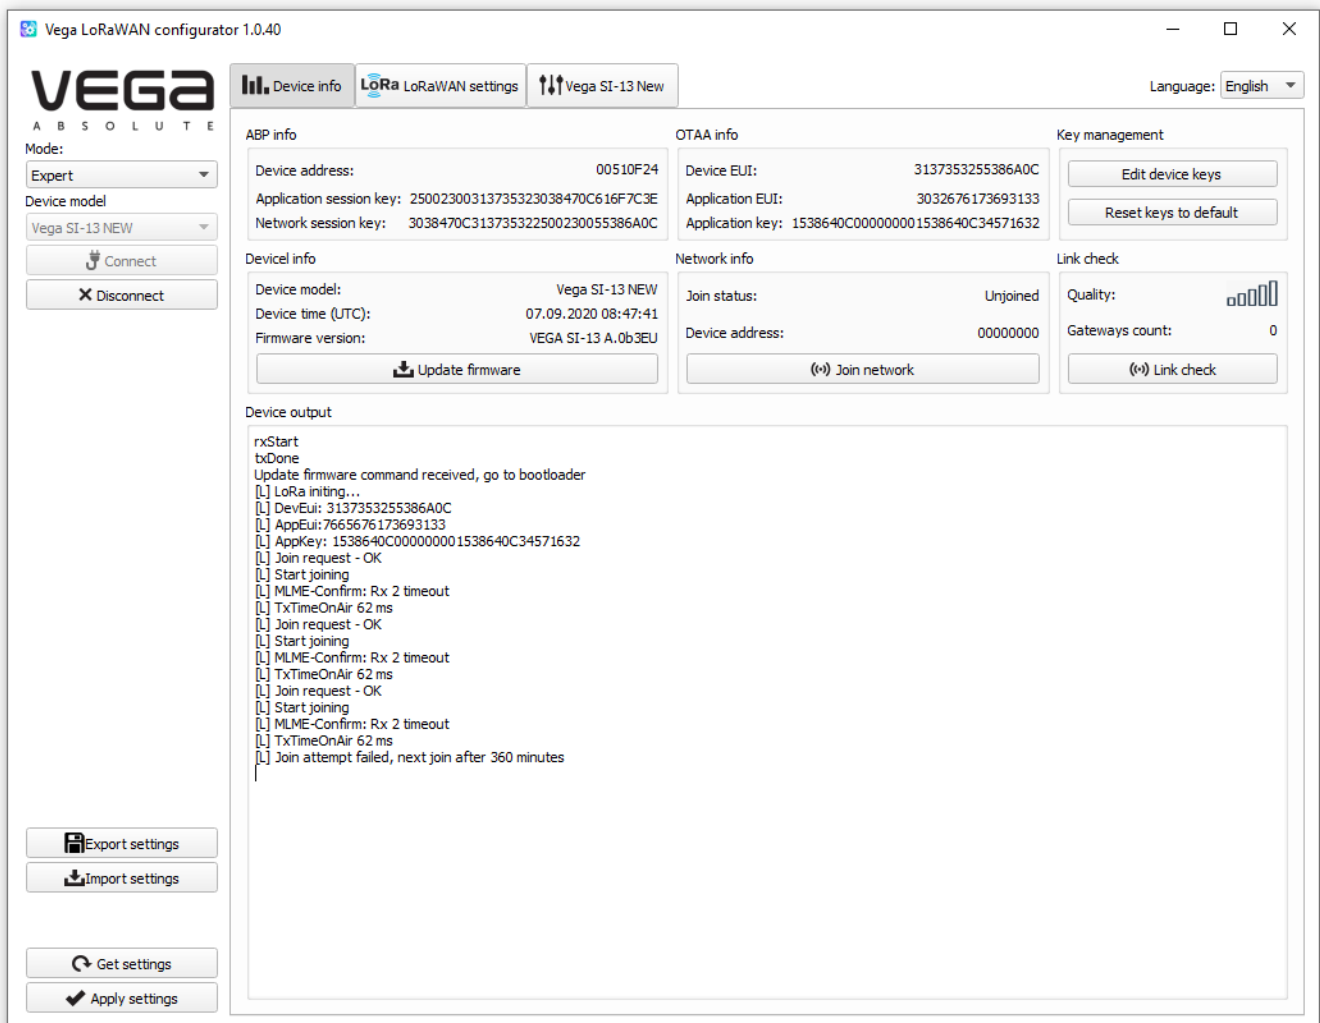 Vega LoRaWAN configurator 1.0.40
VEGA
ABSOLUTE
Device info
LoRa LoRaWAN settings
Vega SI-13 New
Language: English
Mode:
Expert
Device model
Vega SI-13 NEW
Connect
Disconnect
ABP info
Device address: 00510F24
Application session key: 25002300313735323038470C616F7C3E
Network session key: 3038470C313735322500230055386A0C
OTAA info
Device EUI: 3137353255386A0C
Application EUI: 3032676173693133
Application key: 1538640C000000001538640C34571632
Key management
Edit device keys
Reset keys to default
Devicel info
Device model: Vega SI-13 NEW
Device time (UTC): 07.09.2020 08:47:41
Firmware version: VEGA SI-13 A.0b3EU
Update firmware
Network info
Join status: Unjoined
Device address: 00000000
Join network
Link check
Quality:
Gateways count: 0
Link check
Device output
rxStart
txDone
Update firmware command received, go to bootloader
[L] LoRa initing...
[L] DevEui: 3137353255386A0C
[L] AppEui:7665676173693133
[L] AppKey: 1538640C000000001538640C34571632
[L] Join request - OK
[L] Start joining
[L] MLME-Confirm: Rx 2 timeout
[L] TxTimeOnAir 62 ms
[L] Join request - OK
[L] Start joining
[L] MLME-Confirm: Rx 2 timeout
[L] TxTimeOnAir 62 ms
[L] Join request - OK
[L] Start joining
[L] MLME-Confirm: Rx 2 timeout
[L] TxTimeOnAir 62 ms
[L] Join attempt failed, next join after 360 minutes
Export settings
Import settings
Get settings
Apply settings